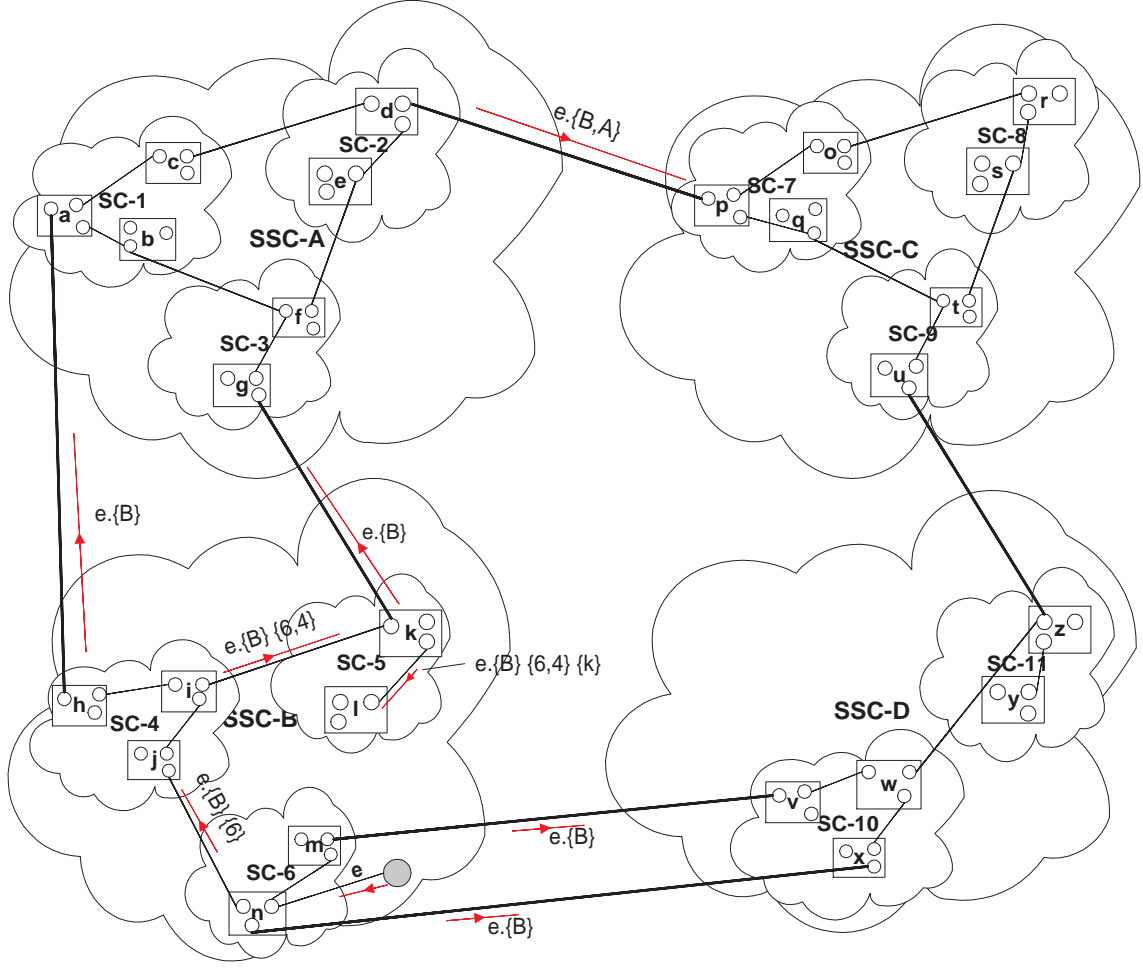 r
d
e.{B,A}
SC-8
SC-2
o
c
s
e
SC-7
SC-1
p
a
q
b
SSC-A
SSC-C
t
f
SC-9
SC-3
u
g
e.{B}
e.{B}
k
z
e.{B} {6,4}
SC-5
e.{B} {6,4} {k}
SC-11
i
h
y
l
SC-4
SSC-B
SSC-D
j
w
e.{B} {6}
v
SC-10
m
e.{B}
x
SC-6
e
n
e.{B}